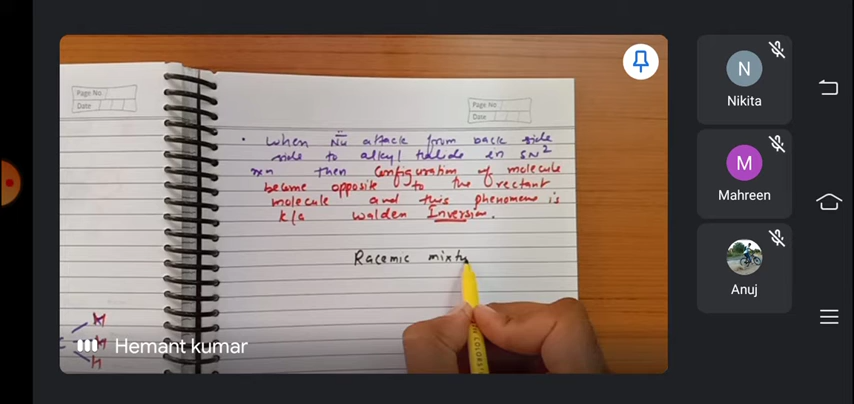 Page No
Date
Page No
Date
• When N̈u attack from back side
side to alkyl halide in SN²
rxn then Configuration of molecule
become opposite to the rectant
molecule and this phenomena is
k/a Walden Inversion.
Racemic mixtu
H
H
H
Hemant kumar
N
Nikita
M
Mahreen
Anuj